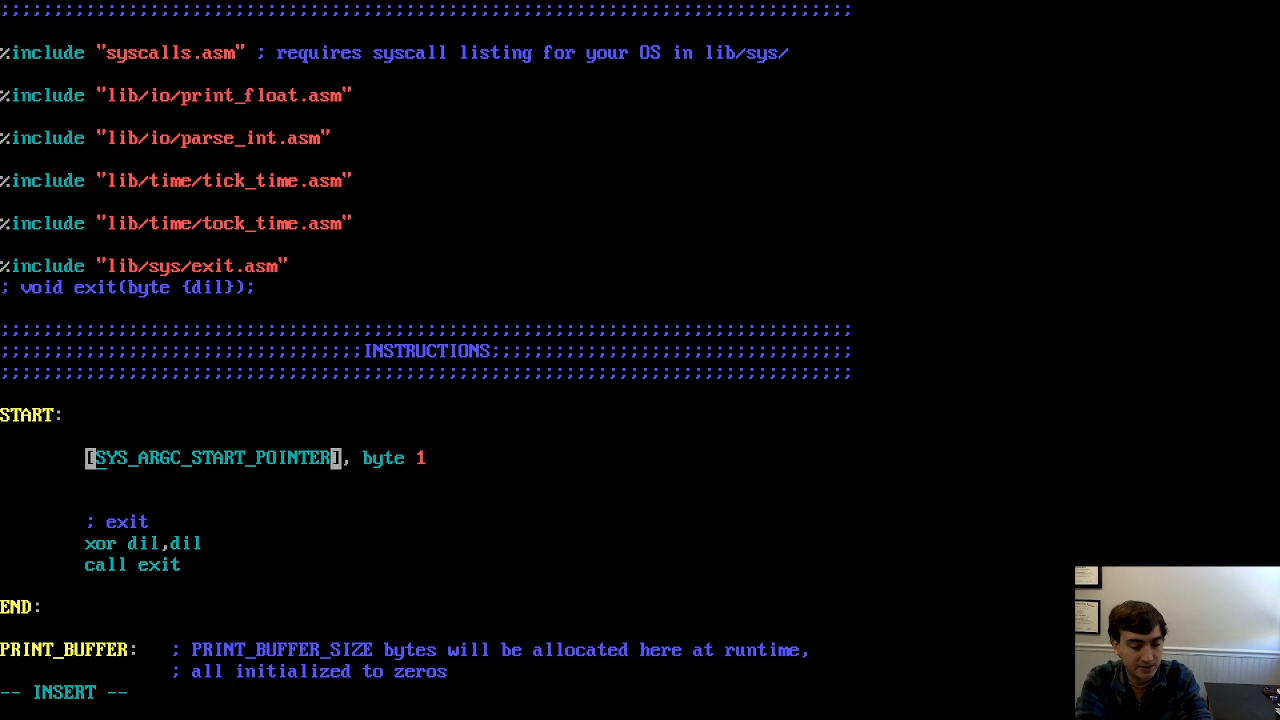 ;;;;;;;;;;;;;;;;;;;;;;;;;;;;;;;;;;;;;;;;;;;;;;;;;;;;;;;;;;;;;;;;;;;;;;;;;;;;;;;;
%include "syscalls.asm" ; requires syscall listing for your OS in lib/sys/
%include "lib/io/print_float.asm"
%include "lib/io/parse_int.asm"
%include "lib/time/tick_time.asm"
%include "lib/time/tock_time.asm"
%include "lib/sys/exit.asm"
; void exit(byte {dil});
;;;;;;;;;;;;;;;;;;;;;;;;;;;;;;;;;;;;;;;;;;;;;;;;;;;;;;;;;;;;;;;;;;;;;;;;;;;;;;;;
;;;;;;;;;;;;;;;;;;;;;;;;;;;;;;;;;;INSTRUCTIONS;;;;;;;;;;;;;;;;;;;;;;;;;;;;;;;;;;
;;;;;;;;;;;;;;;;;;;;;;;;;;;;;;;;;;;;;;;;;;;;;;;;;;;;;;;;;;;;;;;;;;;;;;;;;;;;;;;;
START:
[SYS_ARGC_START_POINTER], byte 1
; exit
xor dil,dil
call exit
END:
PRINT_BUFFER: ; PRINT_BUFFER_SIZE bytes will be allocated here at runtime,
; all initialized to zeros
-- INSERT --